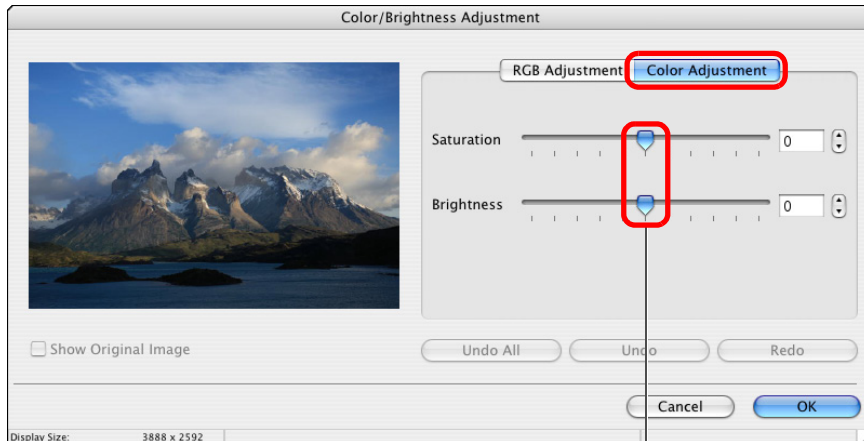 Color/Brightness Adjustment
RGB Adjustment Color Adjustment
Saturation 0
Brightness 0
Show Original Image
Undo All Undo Redo
Cancel OK
Display Size: 3888 x 2592